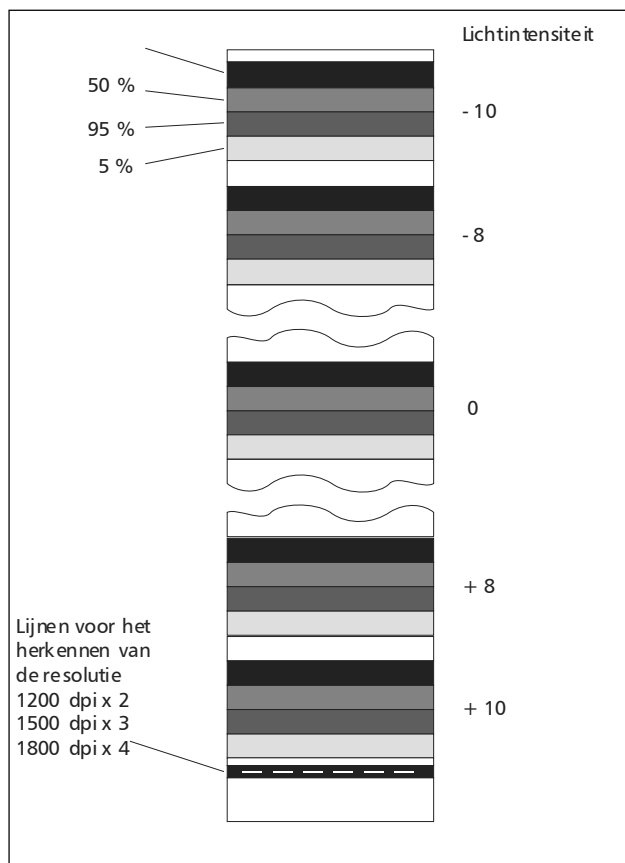 Lichtintensiteit
50 %
95 %
5 %
- 10
- 8
0
+ 8
+ 10
Lijnen voor het
herkennen van
de resolutie
1200 dpi x 2
1500 dpi x 3
1800 dpi x 4